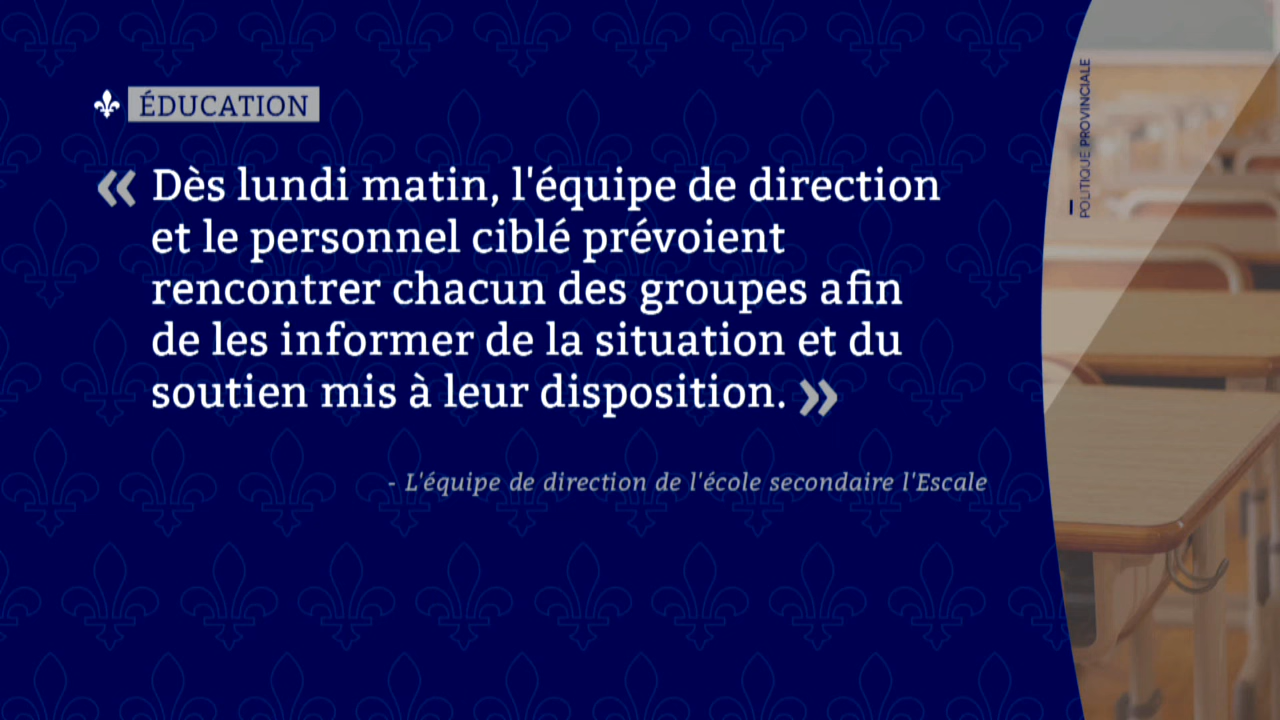 ÉDUCATION
« Dès lundi matin, l'équipe de direction
et le personnel ciblé prévoient
rencontrer chacun des groupes afin
de les informer de la situation et du
soutien mis à leur disposition. »
- L'équipe de direction de l'école secondaire l'Escale
POLITIQUE PROVINCIALE